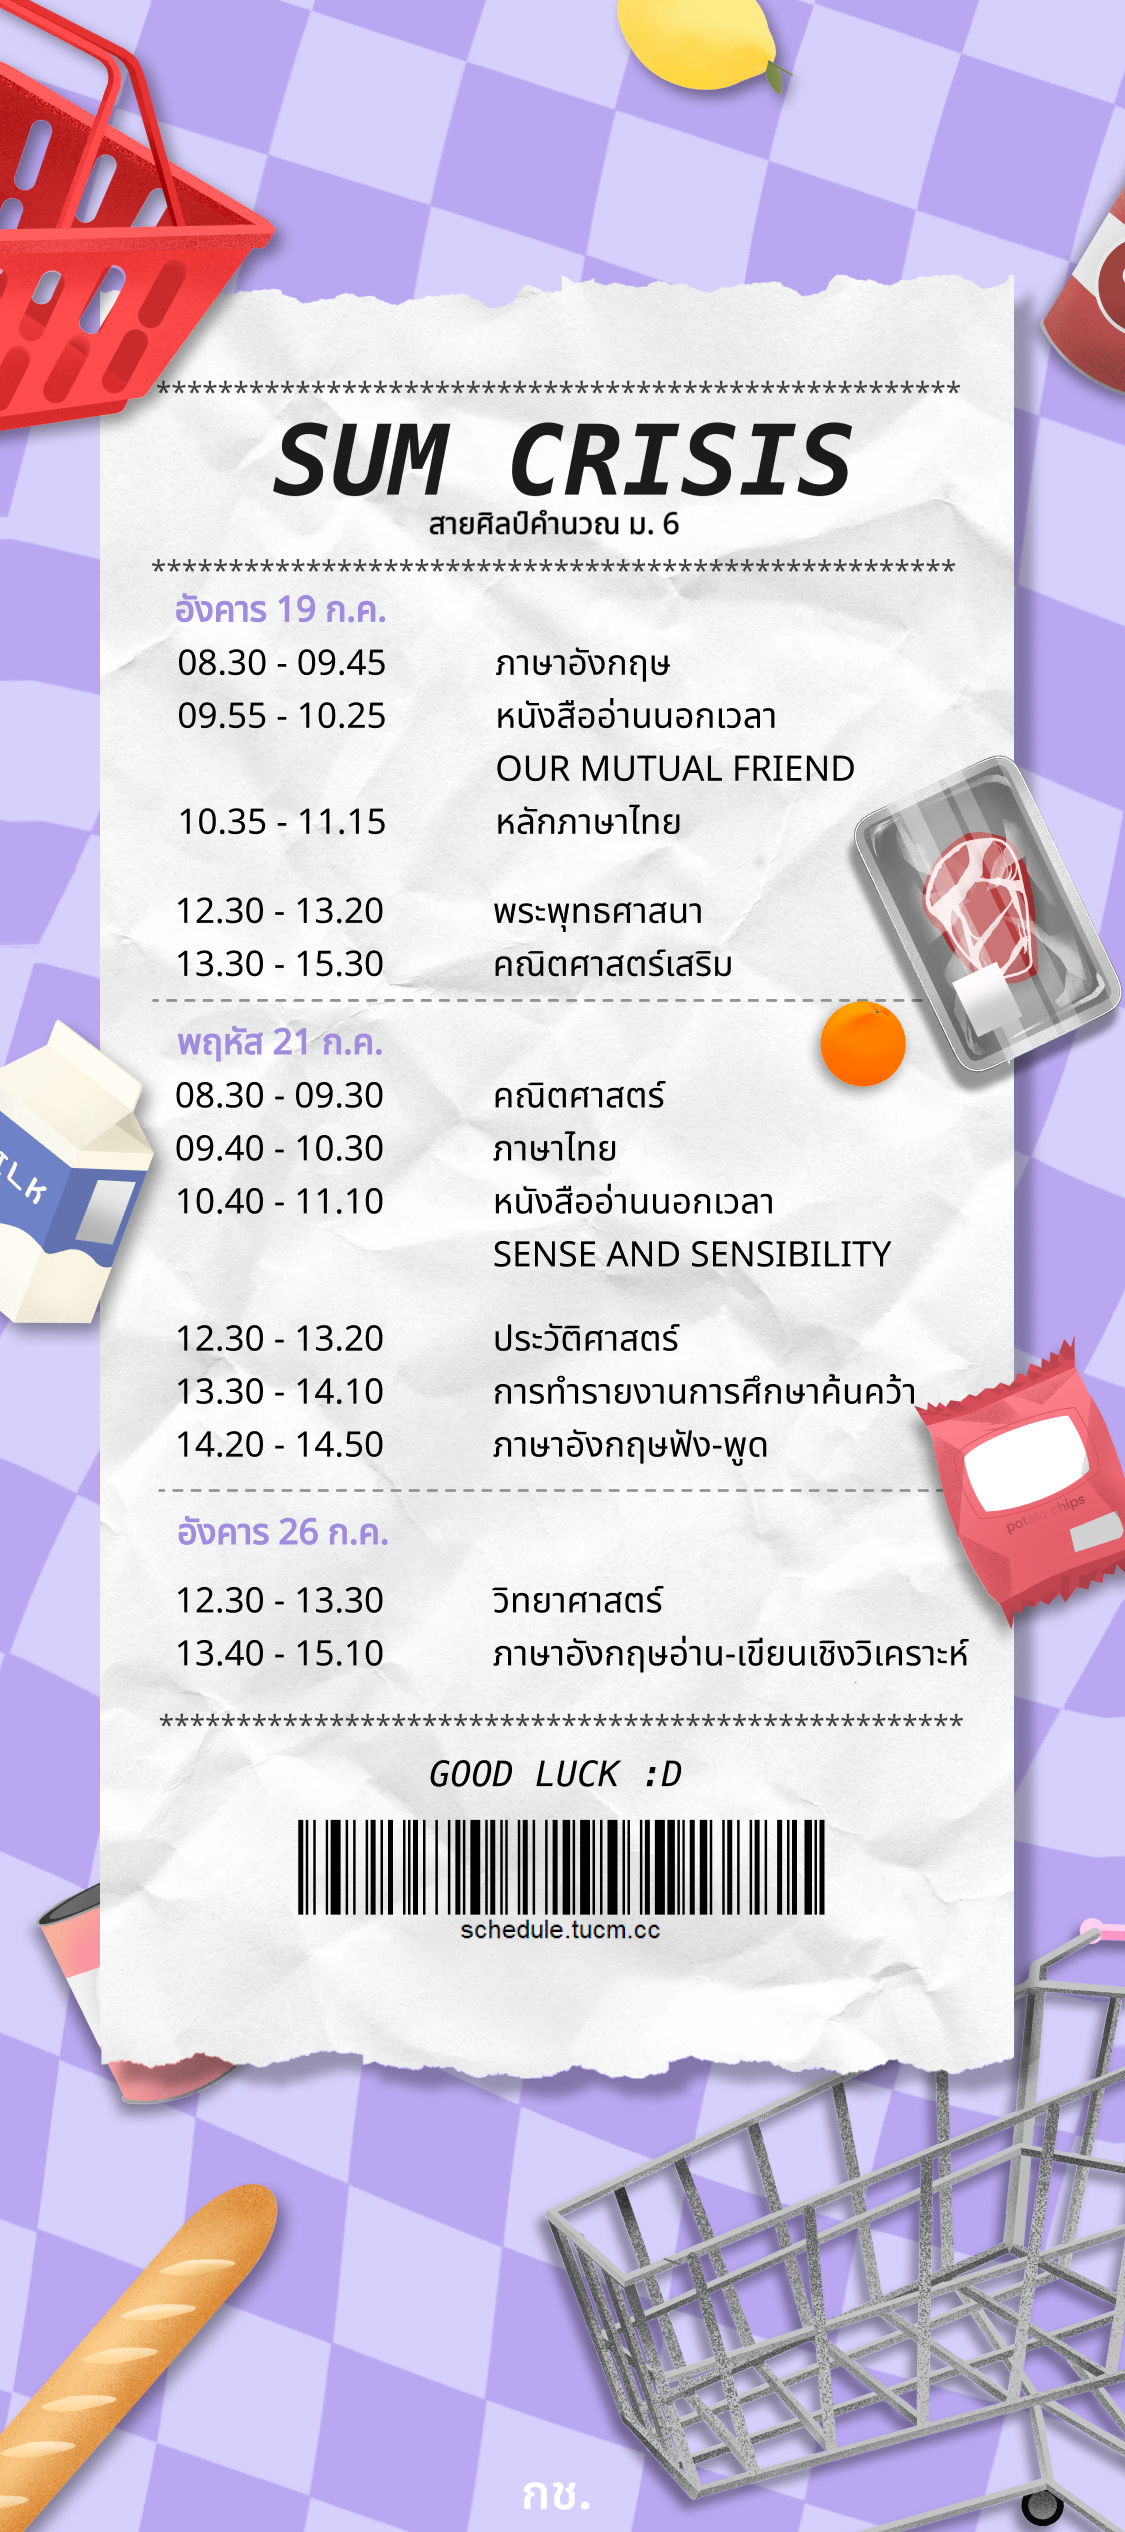 ****************************************************
SUM CRISIS
สายศิลป์คำนวณ ม. 6
****************************************************
อังคาร 19 ก.ค.
08.30 - 09.45 ภาษาอังกฤษ
09.55 - 10.25 หนังสืออ่านนอกเวลา
OUR MUTUAL FRIEND
10.35 - 11.15 หลักภาษาไทย
12.30 - 13.20 พระพุทธศาสนา
13.30 - 15.30 คณิตศาสตร์เสริม
พฤหัส 21 ก.ค.
08.30 - 09.30 คณิตศาสตร์
09.40 - 10.30 ภาษาไทย
10.40 - 11.10 หนังสืออ่านนอกเวลา
SENSE AND SENSIBILITY
12.30 - 13.20 ประวัติศาสตร์
13.30 - 14.10 การทำรายงานการศึกษาค้นคว้า
14.20 - 14.50 ภาษาอังกฤษฟัง-พูด
potato chips
อังคาร 26 ก.ค.
12.30 - 13.30 วิทยาศาสตร์
13.40 - 15.10 ภาษาอังกฤษอ่าน-เขียนเชิงวิเคราะห์
****************************************************
GOOD LUCK :D
schedule.tucm.cc
กช.